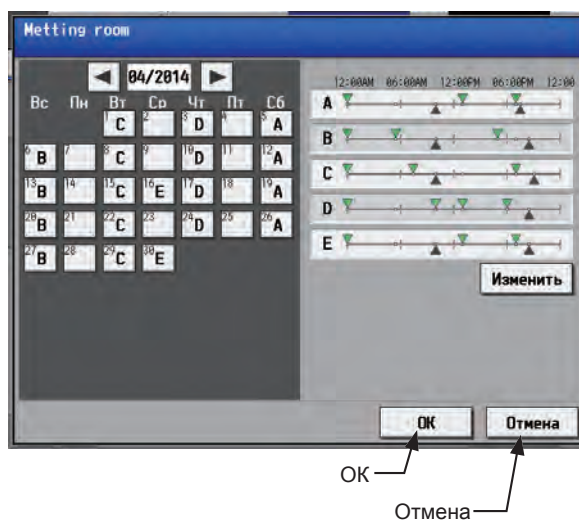 Metting room
04/2014
Вс Пн Вт Ср Чт Пт Сб
1 C 2 3 D 4 5 A
6 B 7 8 C 9 10 D 11 12 A
13 B 14 15 C 16 E 17 D 18 19 A
20 B 21 22 C 23 24 D 25 26 A
27 B 28 29 C 30 E
12:00AM 06:00AM 12:00PM 06:00PM 12:00
A
B
C
D
E
Изменить
OK
Отмена
ОК
Отмена